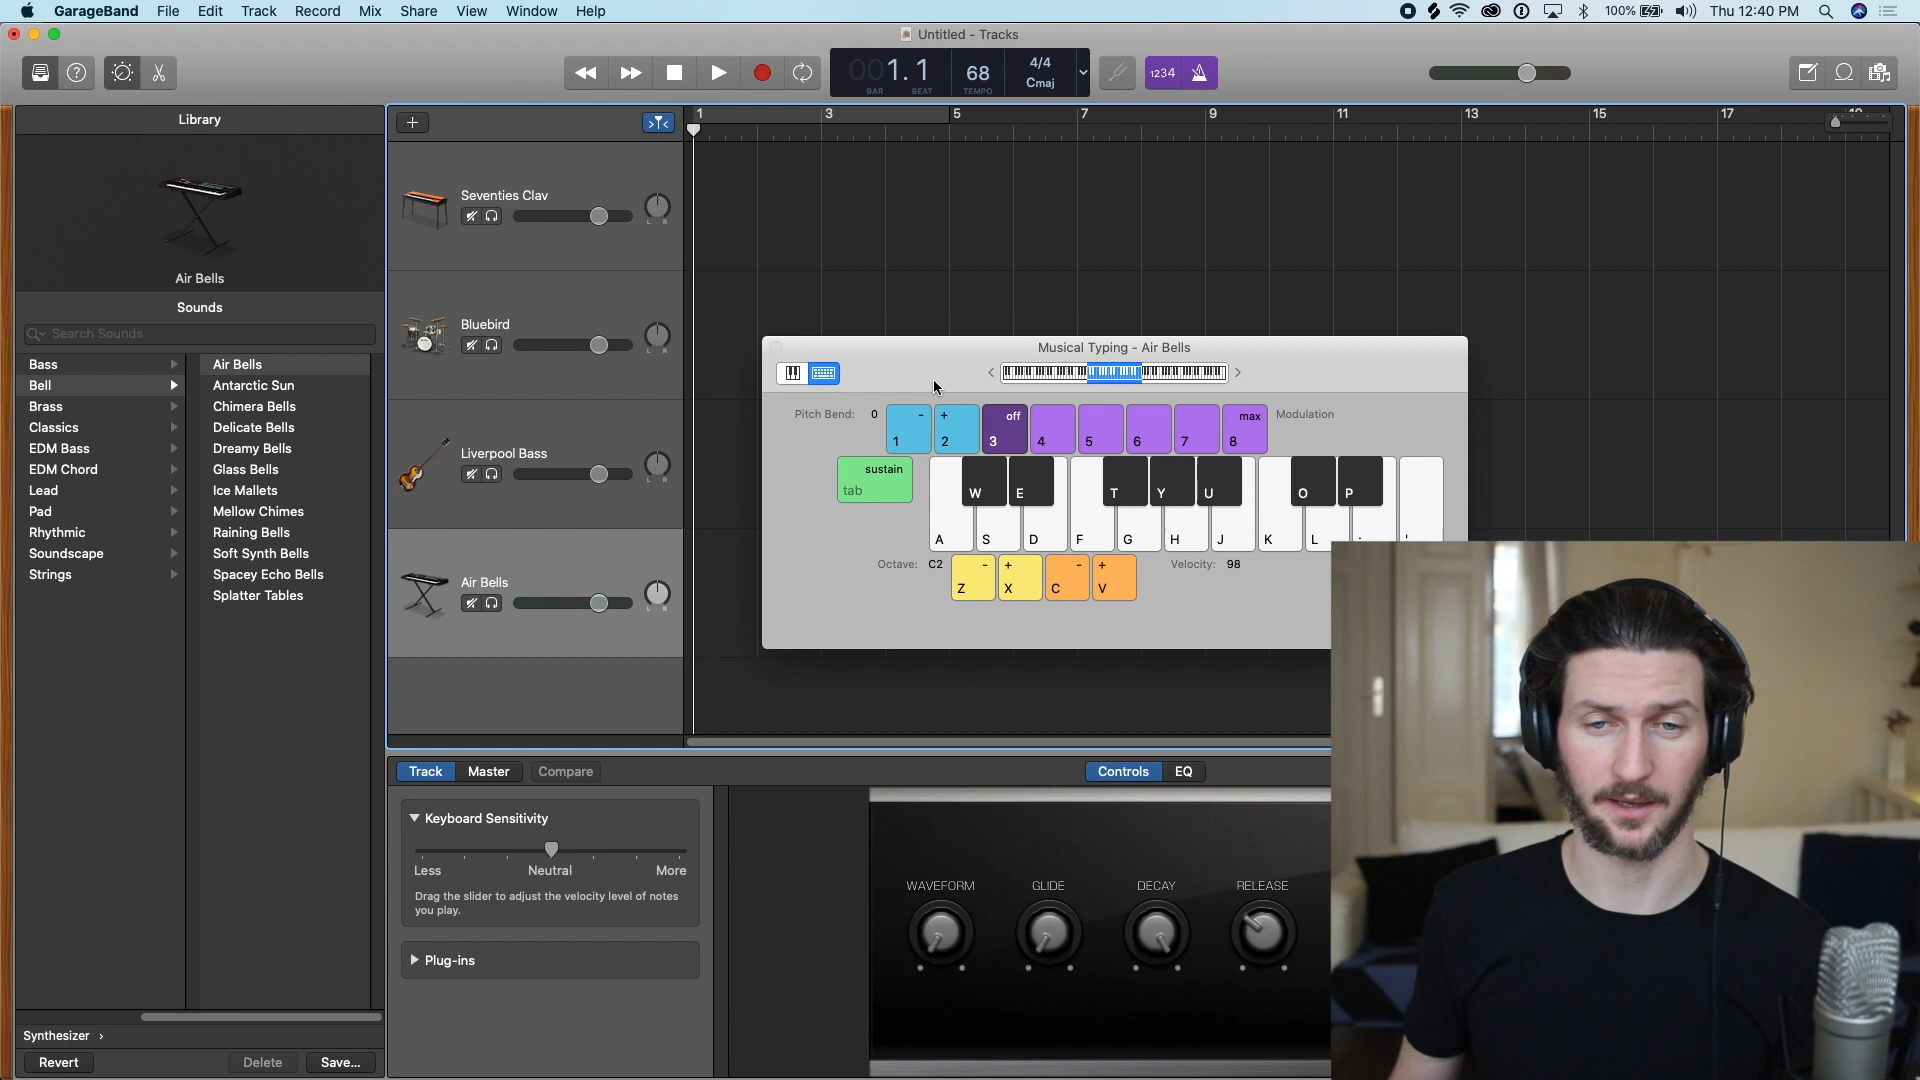 GarageBand File Edit Track Record Mix Share View Window Help
100% Thu 12:40 PM
Untitled - Tracks
001.1
BAR BEAT
68
TEMPO
4/4
Cmaj
1234
Library
Air Bells
Sounds
Search Sounds
Bass
Bell
Brass
Classics
EDM Bass
EDM Chord
Lead
Pad
Rhythmic
Soundscape
Strings
Air Bells
Antarctic Sun
Chimera Bells
Delicate Bells
Dreamy Bells
Glass Bells
Ice Mallets
Mellow Chimes
Raining Bells
Soft Synth Bells
Spacey Echo Bells
Splatter Tables
Synthesizer ›
Revert Delete Save...
+
1 3 5 7 9 11 13 15 17
Seventies Clav
L R
Bluebird
L R
Liverpool Bass
L R
Air Bells
L R
Musical Typing - Air Bells
Pitch Bend: 0
- + off max
1 2 3 4 5 6 7 8
Modulation
sustain
tab
W E T Y U O P
A S D F G H J K L ; '
Octave: C2
- + - +
Z X C V
Velocity: 98
Track Master Compare
Controls EQ
Keyboard Sensitivity
Less Neutral More
Drag the slider to adjust the velocity level of notes
you play.
Plug-ins
WAVEFORM GLIDE DECAY RELEASE